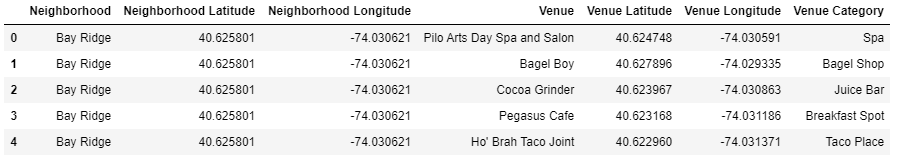 Neighborhood Neighborhood Latitude Neighborhood Longitude Venue Venue Latitude Venue Longitude Venue Category
0 Bay Ridge 40.625801 -74.030621 Pilo Arts Day Spa and Salon 40.624748 -74.030591 Spa
1 Bay Ridge 40.625801 -74.030621 Bagel Boy 40.627896 -74.029335 Bagel Shop
2 Bay Ridge 40.625801 -74.030621 Cocoa Grinder 40.623967 -74.030863 Juice Bar
3 Bay Ridge 40.625801 -74.030621 Pegasus Cafe 40.623168 -74.031186 Breakfast Spot
4 Bay Ridge 40.625801 -74.030621 Ho' Brah Taco Joint 40.622960 -74.031371 Taco Place